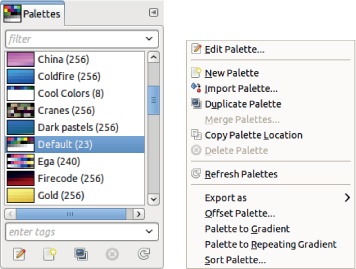 Palettes
filter
China (256)
Coldfire (256)
Cool Colors (8)
Cranes (256)
Dark pastels (256)
Default (23)
Ega (240)
Firecode (256)
Gold (256)
enter tags
Edit Palette...
New Palette
Import Palette...
Duplicate Palette
Merge Palettes...
Copy Palette Location
Delete Palette
Refresh Palettes
Export as
Offset Palette...
Palette to Gradient
Palette to Repeating Gradient
Sort Palette...